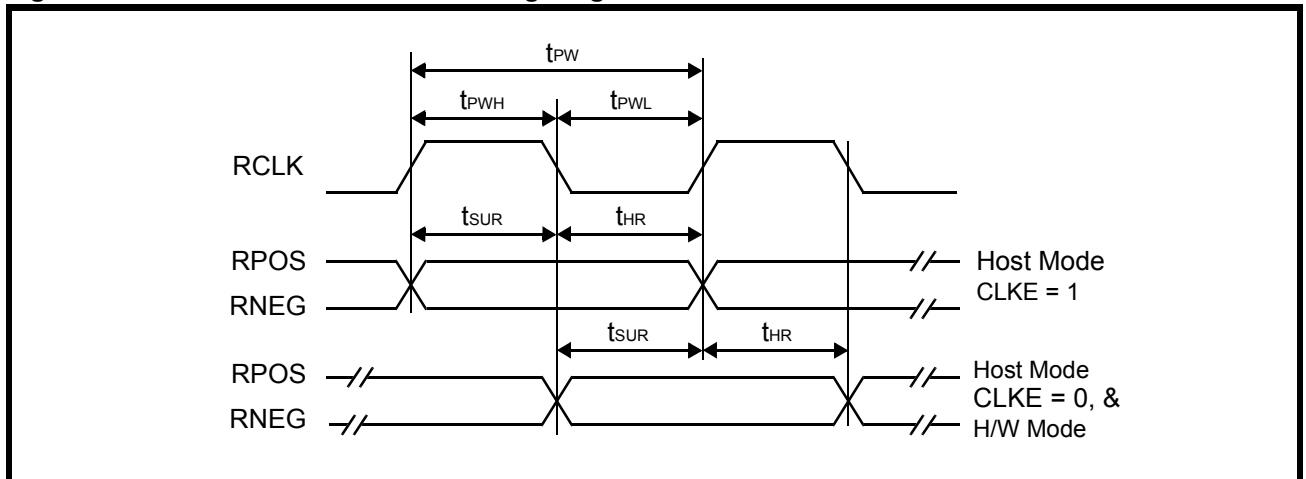 tPW
tPWH
tPWL
RCLK
tSUR
tHR
RPOS
RNEG
Host Mode
CLKE = 1
tSUR
tHR
RPOS
RNEG
Host Mode
CLKE = 0, &
H/W Mode